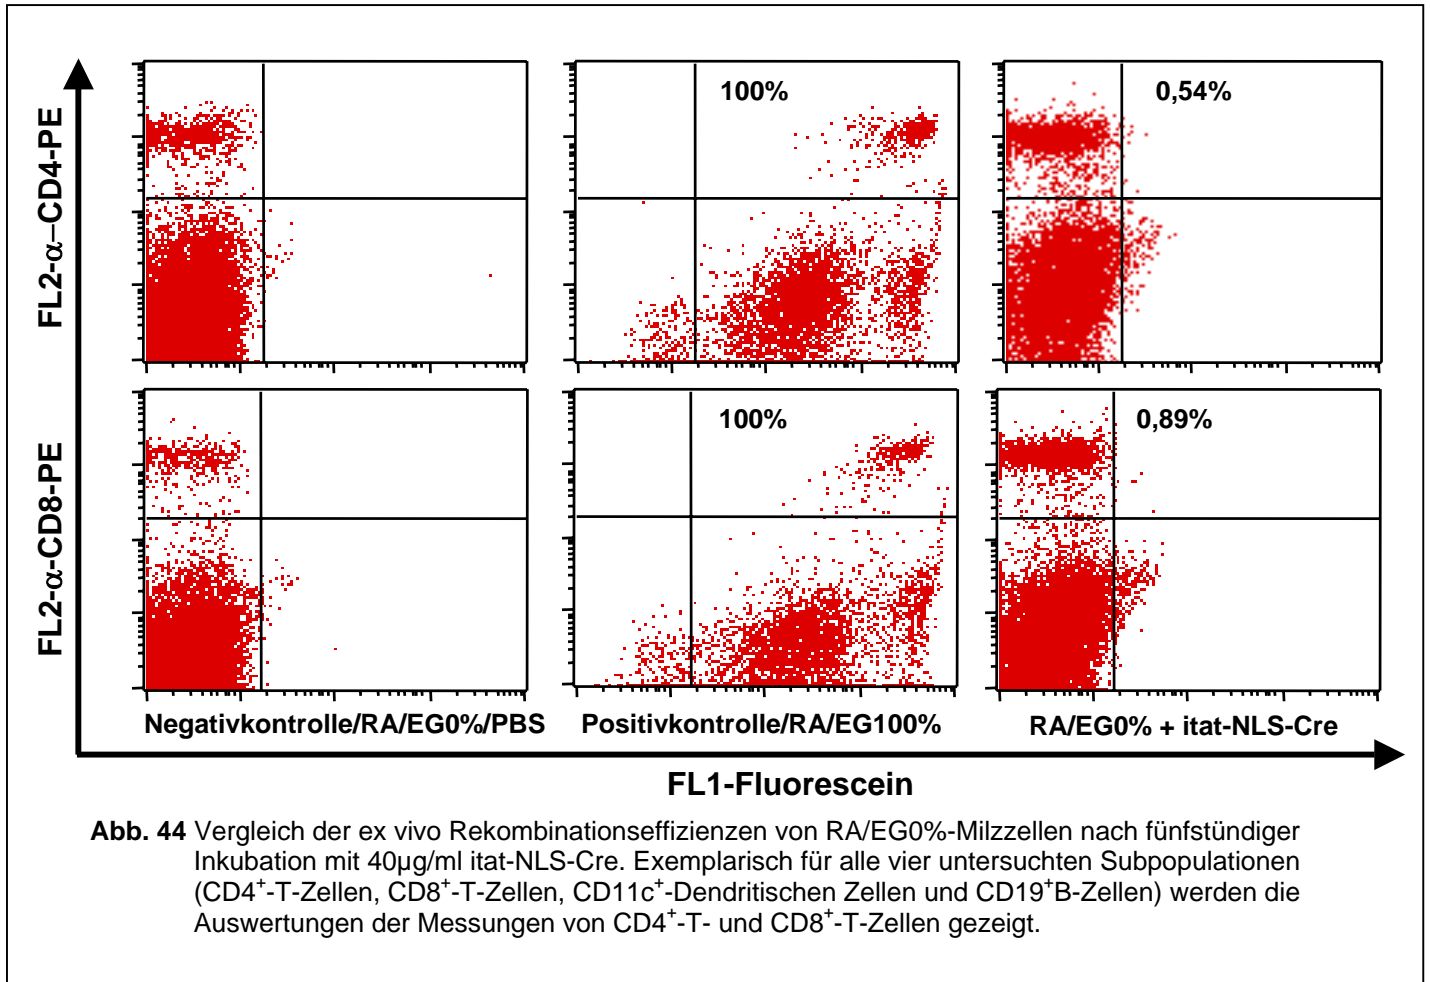 FL2-α–CD4-PE
100%
0,54%
FL2-α-CD8-PE
100%
0,89%
Negativkontrolle/RA/EG0%/PBS
Positivkontrolle/RA/EG100%
RA/EG0% + itat-NLS-Cre
FL1-Fluorescein
Abb. 44 Vergleich der ex vivo Rekombinationseffizienzen von RA/EG0%-Milzzellen nach fünfstündiger
Inkubation mit 40µg/ml itat-NLS-Cre. Exemplarisch für alle vier untersuchten Subpopulationen
(CD4⁺-T-Zellen, CD8⁺-T-Zellen, CD11c⁺-Dendritischen Zellen und CD19⁺B-Zellen) werden die
Auswertungen der Messungen von CD4⁺-T- und CD8⁺-T-Zellen gezeigt.